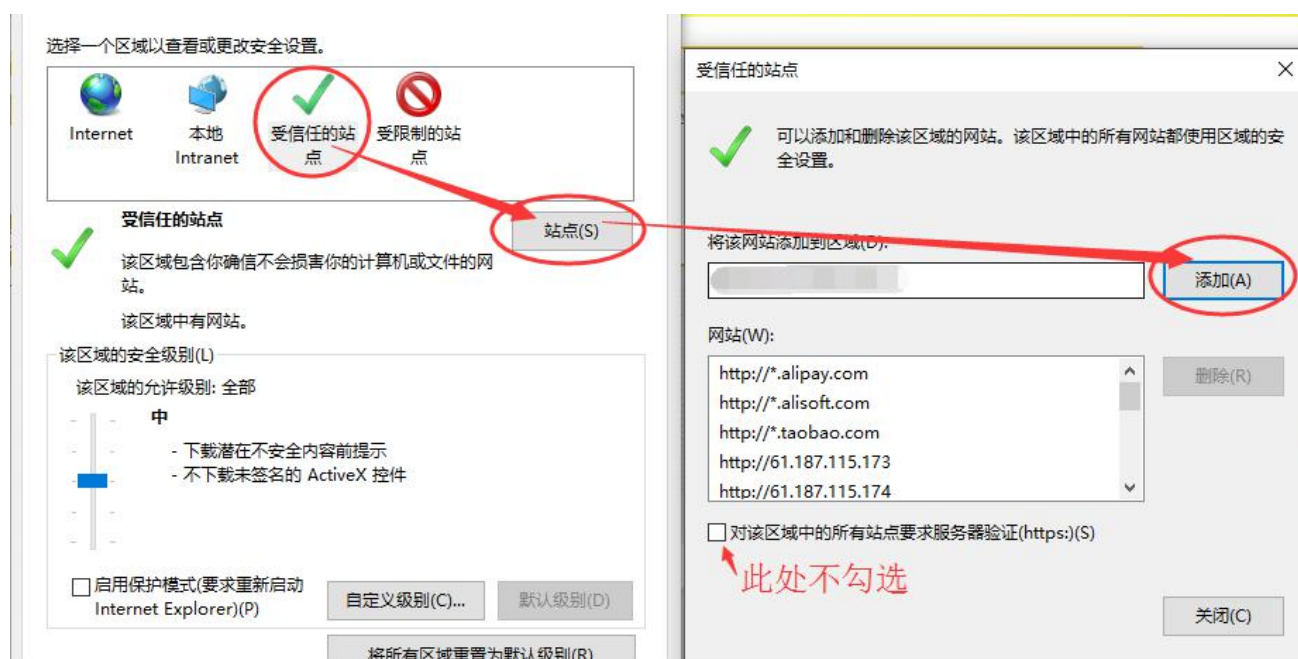 选择一个区域以查看或更改安全设置。
Internet
本地
Intranet
受信任的站
点
受限制的站
点
受信任的站点
站点(S)
该区域包含你确信不会损害你的计算机或文件的网
站。
该区域中有网站。
该区域的安全级别(L)
该区域的允许级别: 全部
中
- 下载潜在不安全内容前提示
- 不下载未签名的 ActiveX 控件
启用保护模式(要求重新启动
Internet Explorer)(P)
自定义级别(C)...
默认级别(D)
将所有区域重置为默认级别(R)
受信任的站点
可以添加和删除该区域的网站。该区域中的所有网站都使用区域的安
全设置。
将该网站添加到区域(D):
添加(A)
网站(W):
http://*.alipay.com
http://*.alisoft.com
http://*.taobao.com
http://61.187.115.173
http://61.187.115.174
删除(R)
对该区域中的所有站点要求服务器验证(https:)(S)
此处不勾选
关闭(C)